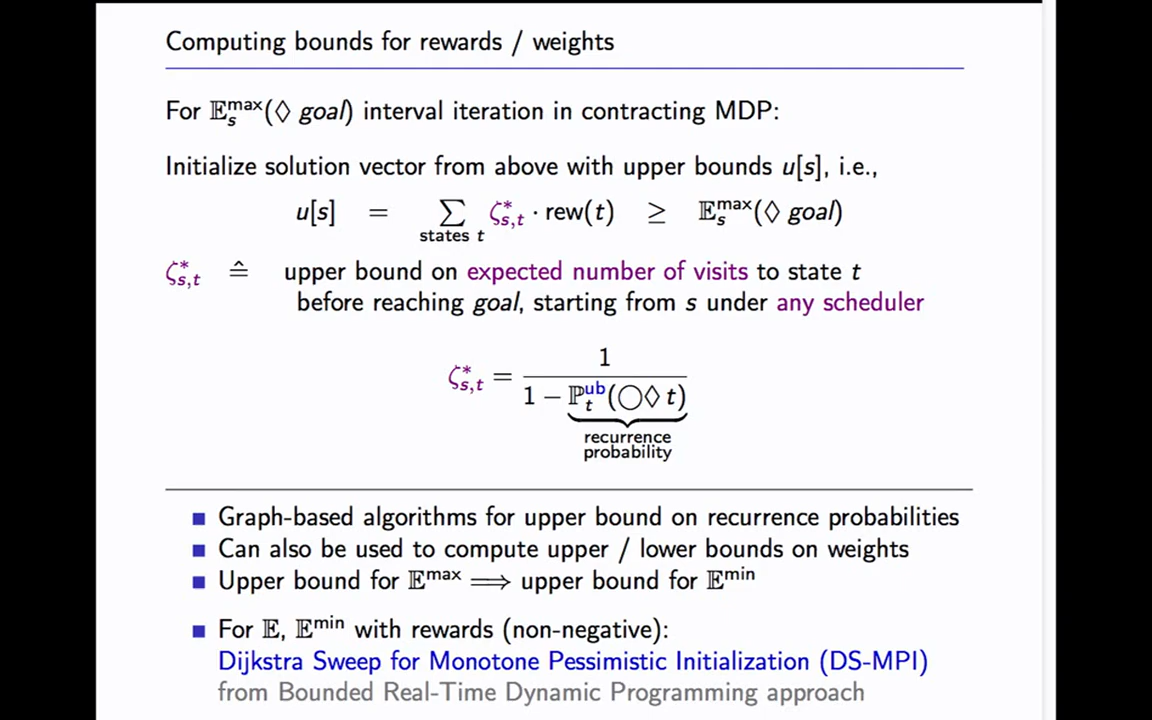 Computing bounds for rewards / weights
For 𝔼ₛᵐᵃˣ(◊ goal) interval iteration in contracting MDP:
Initialize solution vector from above with upper bounds u[s], i.e.,
u[s] = ∑ ζ*ₛ,ₜ · rew(t) ≥ 𝔼ₛᵐᵃˣ(◊ goal)
states t
ζ*ₛ,ₜ ≙ upper bound on expected number of visits to state t
before reaching goal, starting from s under any scheduler
1
ζ*ₛ,ₜ =
1 − ℙₜᵘᵇ(◯◊ t)
recurrence
probability
■ Graph-based algorithms for upper bound on recurrence probabilities
■ Can also be used to compute upper / lower bounds on weights
■ Upper bound for 𝔼ᵐᵃˣ ⟹ upper bound for 𝔼ᵐⁱⁿ
■ For 𝔼, 𝔼ᵐⁱⁿ with rewards (non-negative):
Dijkstra Sweep for Monotone Pessimistic Initialization (DS-MPI)
from Bounded Real-Time Dynamic Programming approach